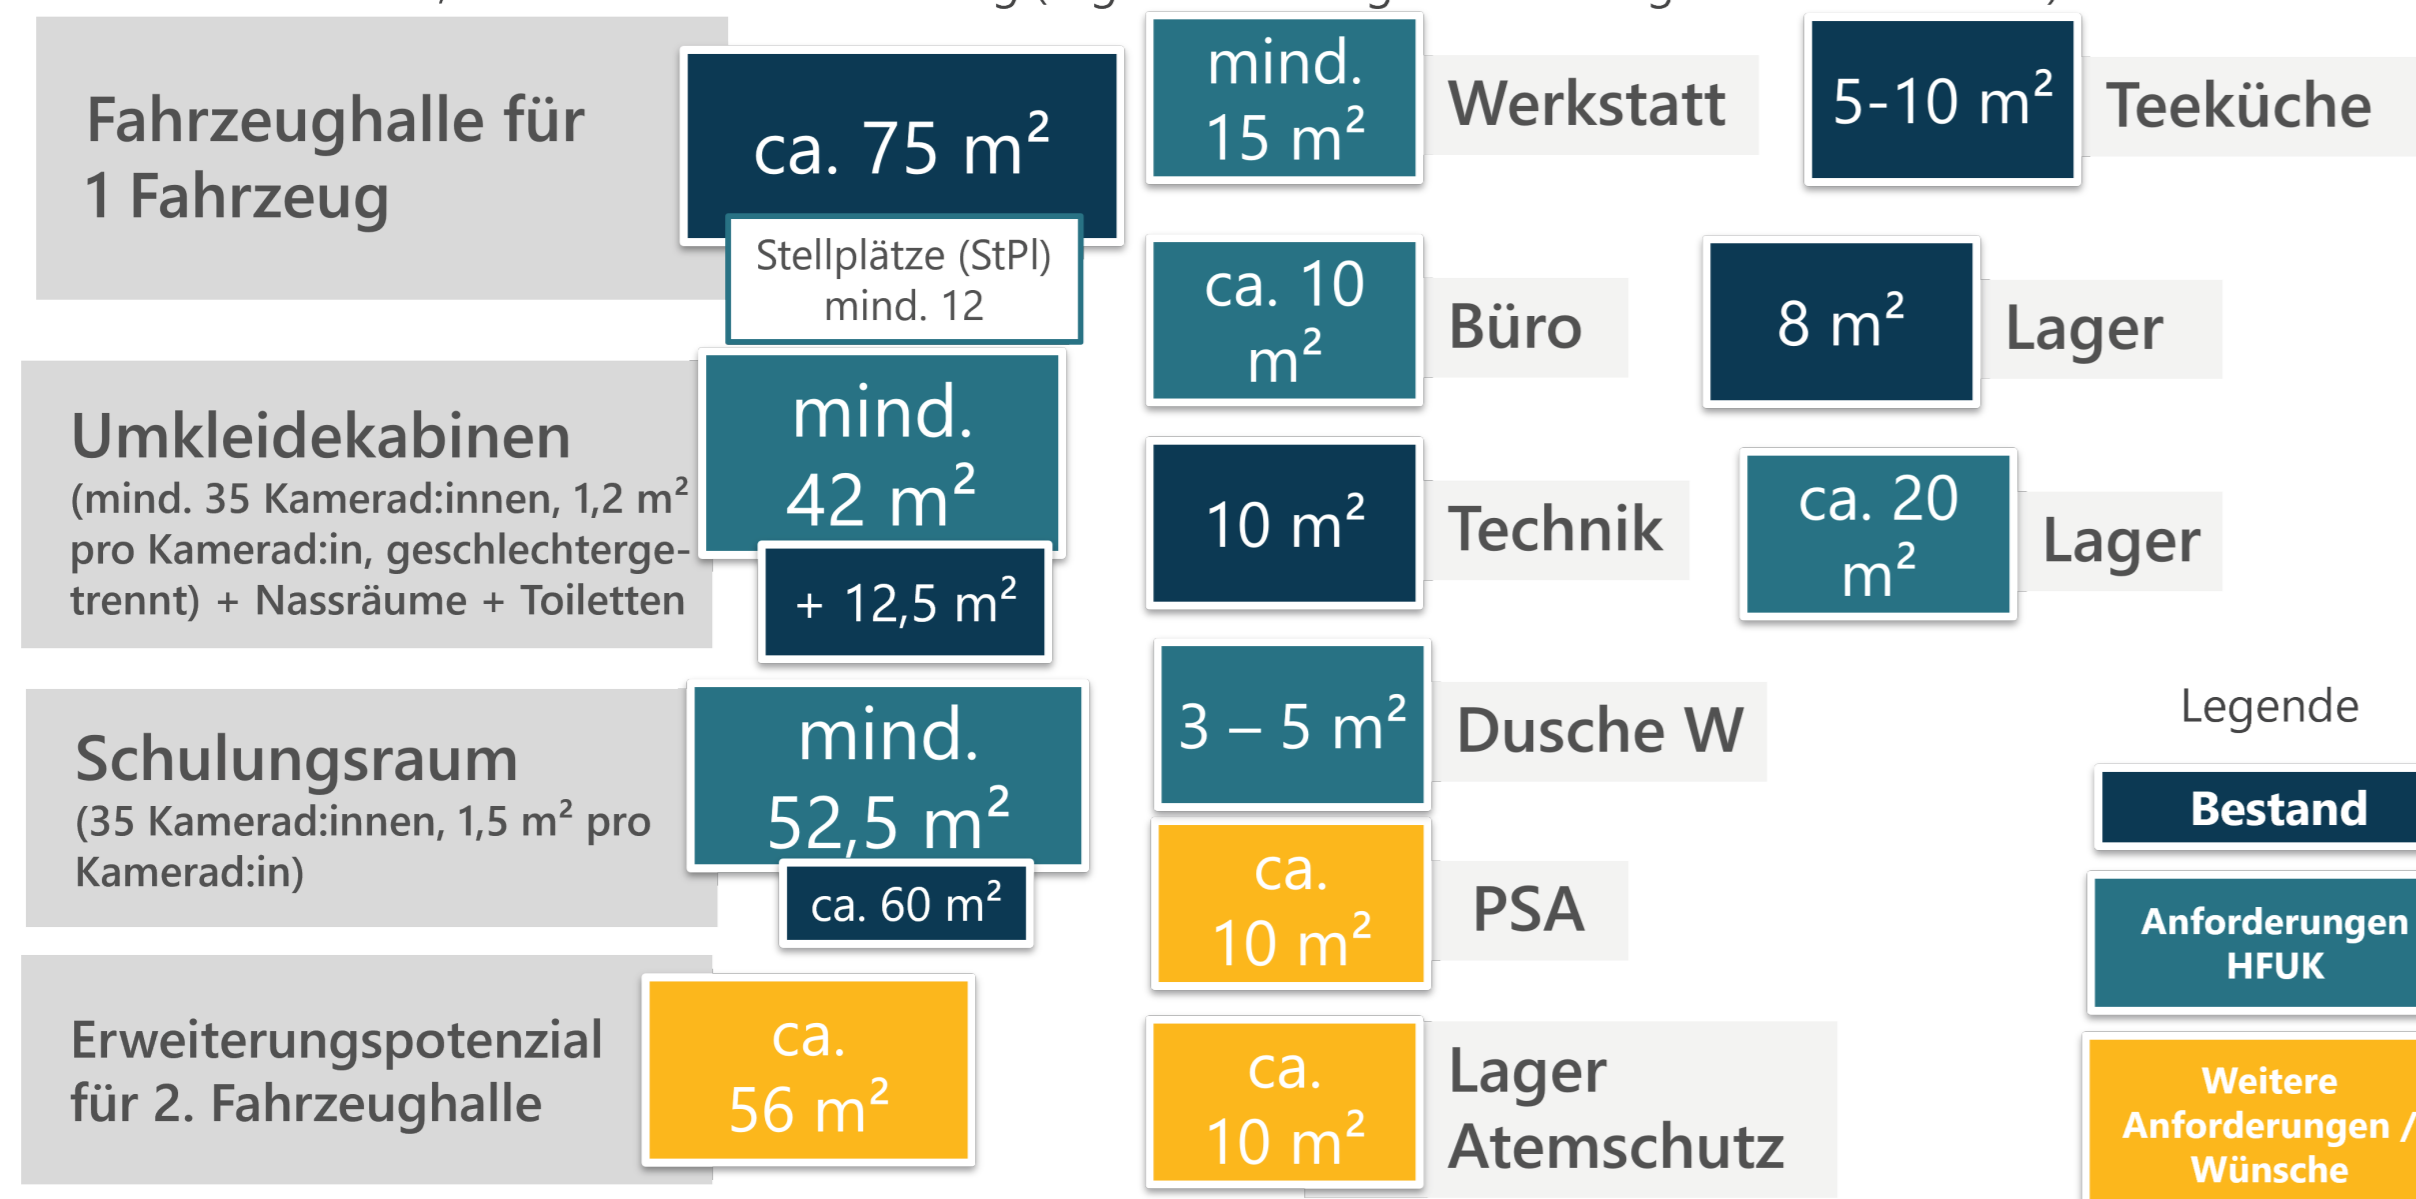 Fahrzeughalle für
1 Fahrzeug
ca. 75 m²
Stellplätze (StPl)
mind. 12
Umkleidekabinen
(mind. 35 Kamerad:innen, 1,2 m²
pro Kamerad:in, geschlechterge-
trennt) + Nassräume + Toiletten
mind.
42 m²
+ 12,5 m²
Schulungsraum
(35 Kamerad:innen, 1,5 m² pro
Kamerad:in)
mind.
52,5 m²
ca. 60 m²
Erweiterungspotenzial
für 2. Fahrzeughalle
ca.
56 m²
mind.
15 m²
Werkstatt
ca. 10
m²
Büro
10 m²
Technik
3 – 5 m²
Dusche W
ca.
10 m²
PSA
ca.
10 m²
Lager
Atemschutz
5-10 m²
Teeküche
8 m²
Lager
ca. 20
m²
Lager
Legende
Bestand
Anforderungen
HFUK
Weitere
Anforderungen /
Wünsche